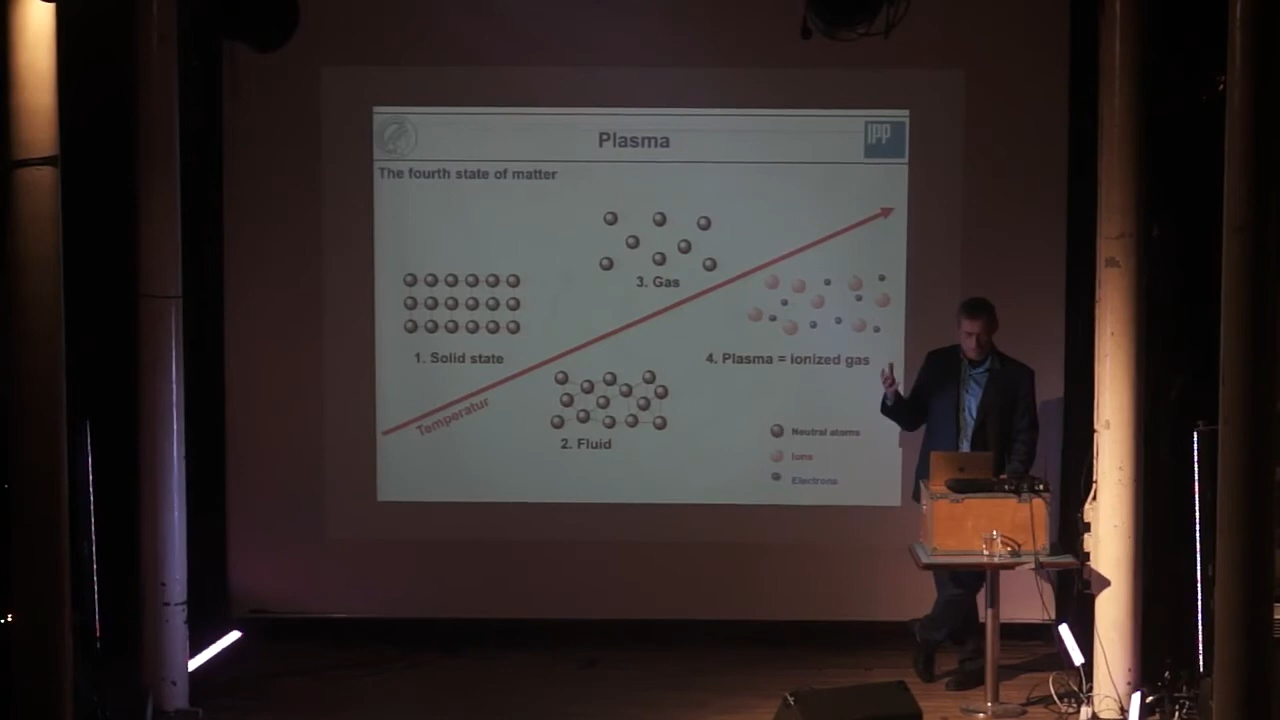 Plasma
IPP
The fourth state of matter
3. Gas
1. Solid state
4. Plasma = ionized gas
Temperatur
2. Fluid
Neutral atoms
Ions
Electrons